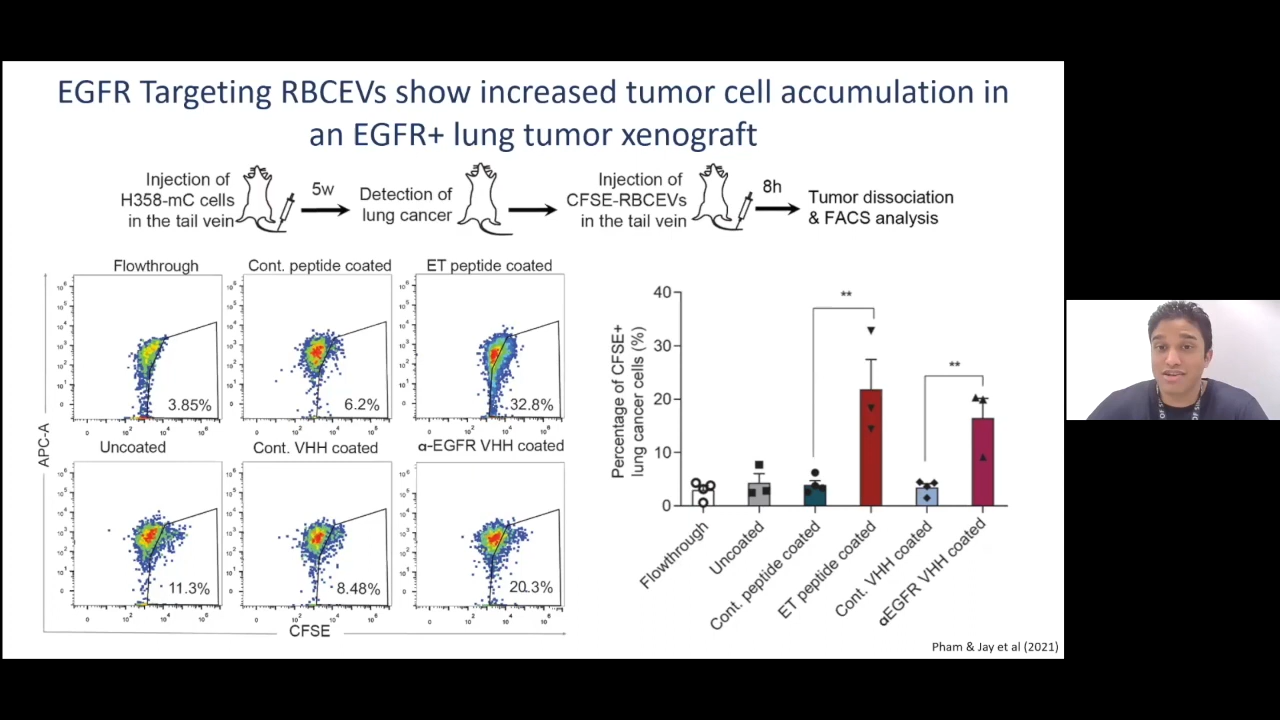 EGFR Targeting RBCEVs show increased tumor cell accumulation in
an EGFR+ lung tumor xenograft
Injection of
H358-mC cells
in the tail vein
5w
Detection of
lung cancer
Injection of
CFSE-RBCEVs
in the tail vein
8h
Tumor dissociation
& FACS analysis
Flowthrough
Cont. peptide coated
ET peptide coated
3.85%
6.2%
32.8%
Uncoated
Cont. VHH coated
α-EGFR VHH coated
11.3%
8.48%
20.3%
APC-A
CFSE
Percentage of CFSE+
lung cancer cells (%)
40
30
20
10
0
**
**
Flowthrough
Uncoated
Cont. peptide coated
ET peptide coated
Cont. VHH coated
αEGFR VHH coated
Pham & Jay et al (2021)